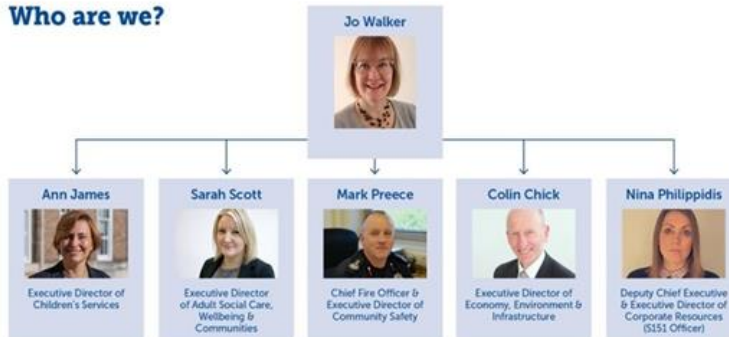 Who are we?
Jo Walker
Ann James
Executive Director of
Children's Services
Sarah Scott
Executive Director
of Adult Social Care,
Wellbeing &
Communities
Mark Preece
Chief Fire Officer &
Executive Director of
Community Safety
Colin Chick
Executive Director of
Economy, Environment &
Infrastructure
Nina Philippidis
Deputy Chief Executive
& Executive Director of
Corporate Resources
(S151 Officer)